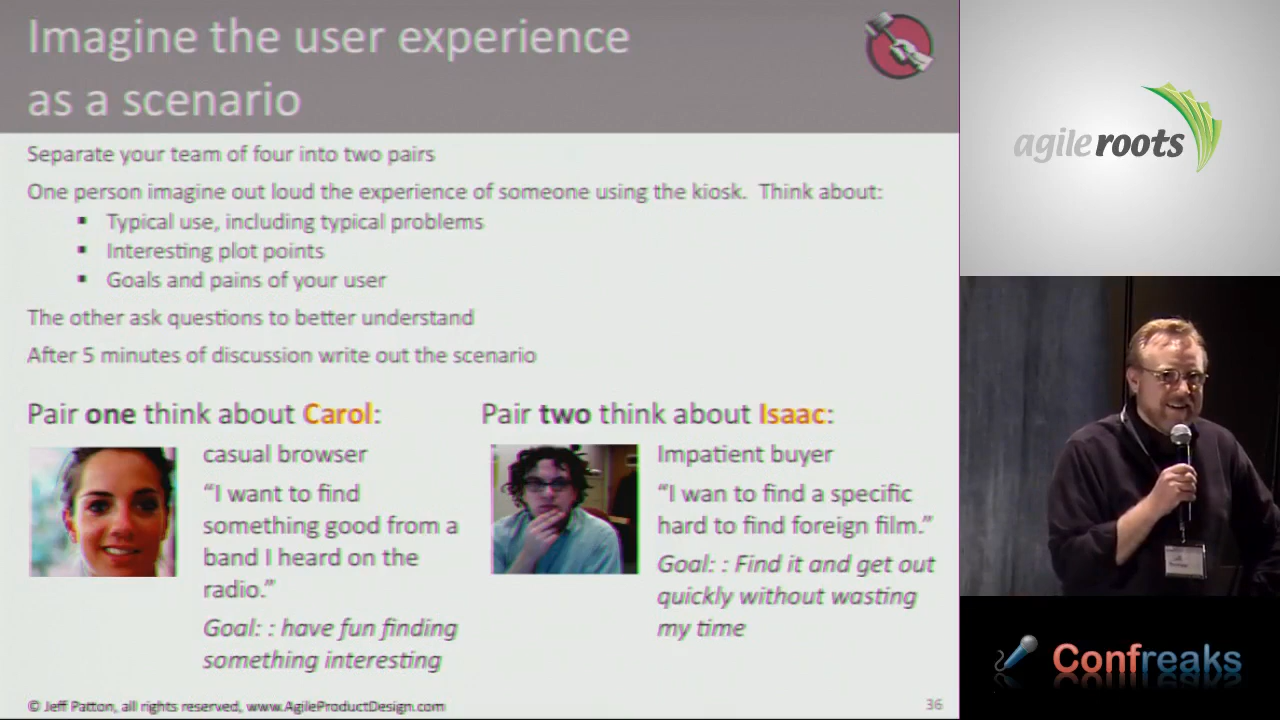 Imagine the user experience
as a scenario
Separate your team of four into two pairs
One person imagine out loud the experience of someone using the kiosk. Think about:
▪ Typical use, including typical problems
▪ Interesting plot points
▪ Goals and pains of your user
The other ask questions to better understand
After 5 minutes of discussion write out the scenario
Pair one think about Carol:
casual browser
“I want to find
something good from a
band I heard on the
radio.”
Goal: : have fun finding
something interesting
Pair two think about Isaac:
Impatient buyer
“I wan to find a specific
hard to find foreign film.”
Goal: : Find it and get out
quickly without wasting
my time
© Jeff Patton, all rights reserved, www.AgileProductDesign.com
36
agile roots
Confreaks